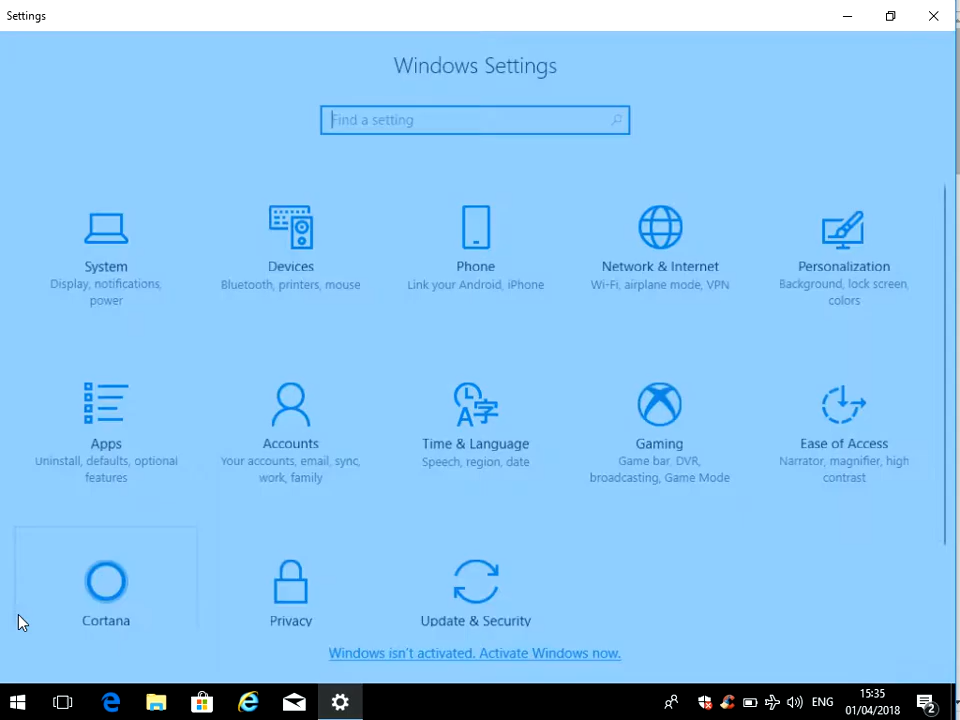 Settings
Windows Settings
Find a setting
System
Display, notifications,
power
Devices
Bluetooth, printers, mouse
Phone
Link your Android, iPhone
Network & Internet
Wi-Fi, airplane mode, VPN
Personalization
Background, lock screen,
colors
Apps
Uninstall, defaults, optional
features
Accounts
Your accounts, email, sync,
work, family
Time & Language
Speech, region, date
Gaming
Game bar, DVR,
broadcasting, Game Mode
Ease of Access
Narrator, magnifier, high
contrast
Cortana
Privacy
Update & Security
Windows isn't activated. Activate Windows now.
ENG
15:35
01/04/2018
2